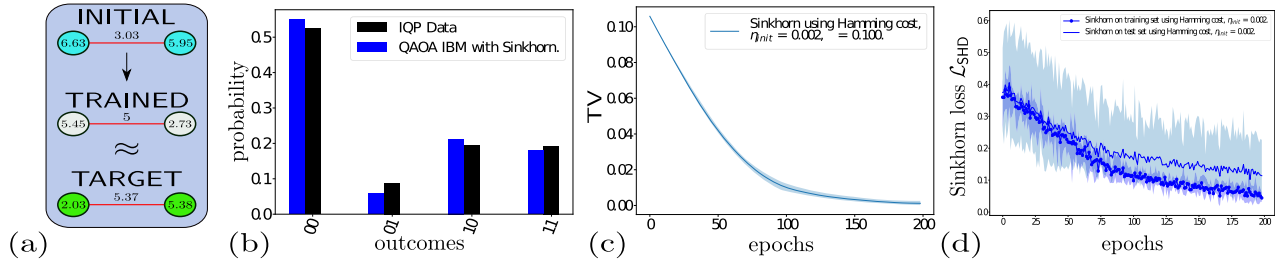 INITIAL
6.63 3.03 5.95
TRAINED
5.45 5 2.73
≈
TARGET
2.03 5.37 5.38
(a)
probability
0.5
0.4
0.3
0.2
0.1
0.0
IQP Data
QAOA IBM with Sinkhorn.
00 01 10 11
outcomes
(b)
TV
0.10
0.08
0.06
0.04
0.02
0.00
Sinkhorn using Hamming cost,
ηinit = 0.002, = 0.100.
0 50 100 150 200
epochs
(c)
Sinkhorn loss ℒSHD
0.6
0.5
0.4
0.3
0.2
0.1
0.0
Sinkhorn on training set using Hamming cost, ηinit = 0.002.
Sinkhorn on test set using Hamming cost, ηinit = 0.002.
0 25 50 75 100 125 150 175 200
epochs
(d)